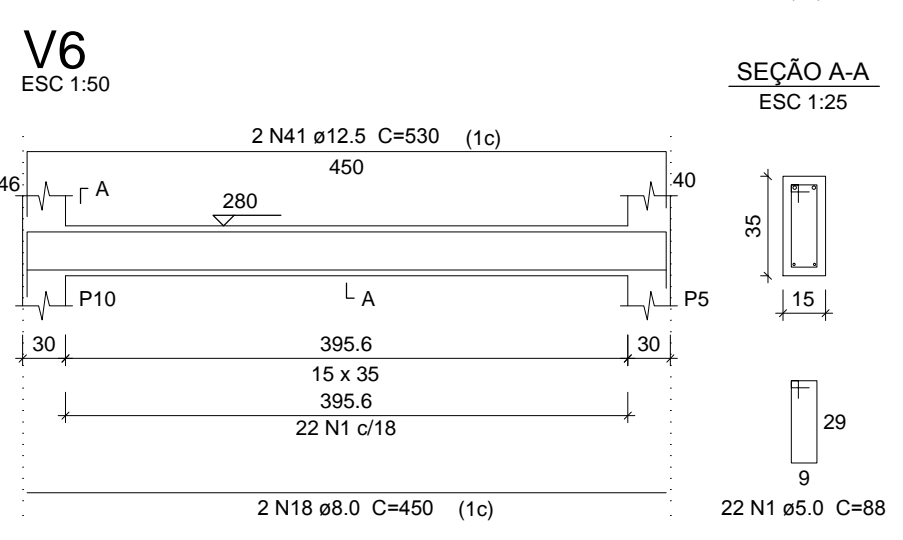 V6
ESC 1:50
SEÇÃO A-A
ESC 1:25
2 N41 ø12.5 C=530 (1c)
450
46
40
A
280
35
15
A
P10
P5
30
395.6
30
15 x 35
395.6
22 N1 c/18
29
9
2 N18 ø8.0 C=450 (1c)
22 N1 ø5.0 C=88